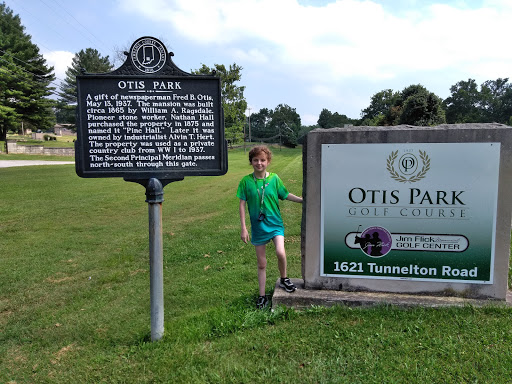 OTIS PARK
A gift of newspaperman Fred B. Otis,
May 13, 1937. The mansion was built
circa 1865 by William A. Ragsdale,
Pioneer stone worker. Nathan Hall
purchased the property in 1875 and
named it "Pine Hall." Later it was
owned by industrialist Alvin T. Hert.
The property was used as a private
country club from WW I to 1937.
The Second Principal Meridian passes
north-south through this gate.
OP
OTIS PARK
GOLF COURSE
Jim Flick
GOLF CENTER
1621 Tunnelton Road